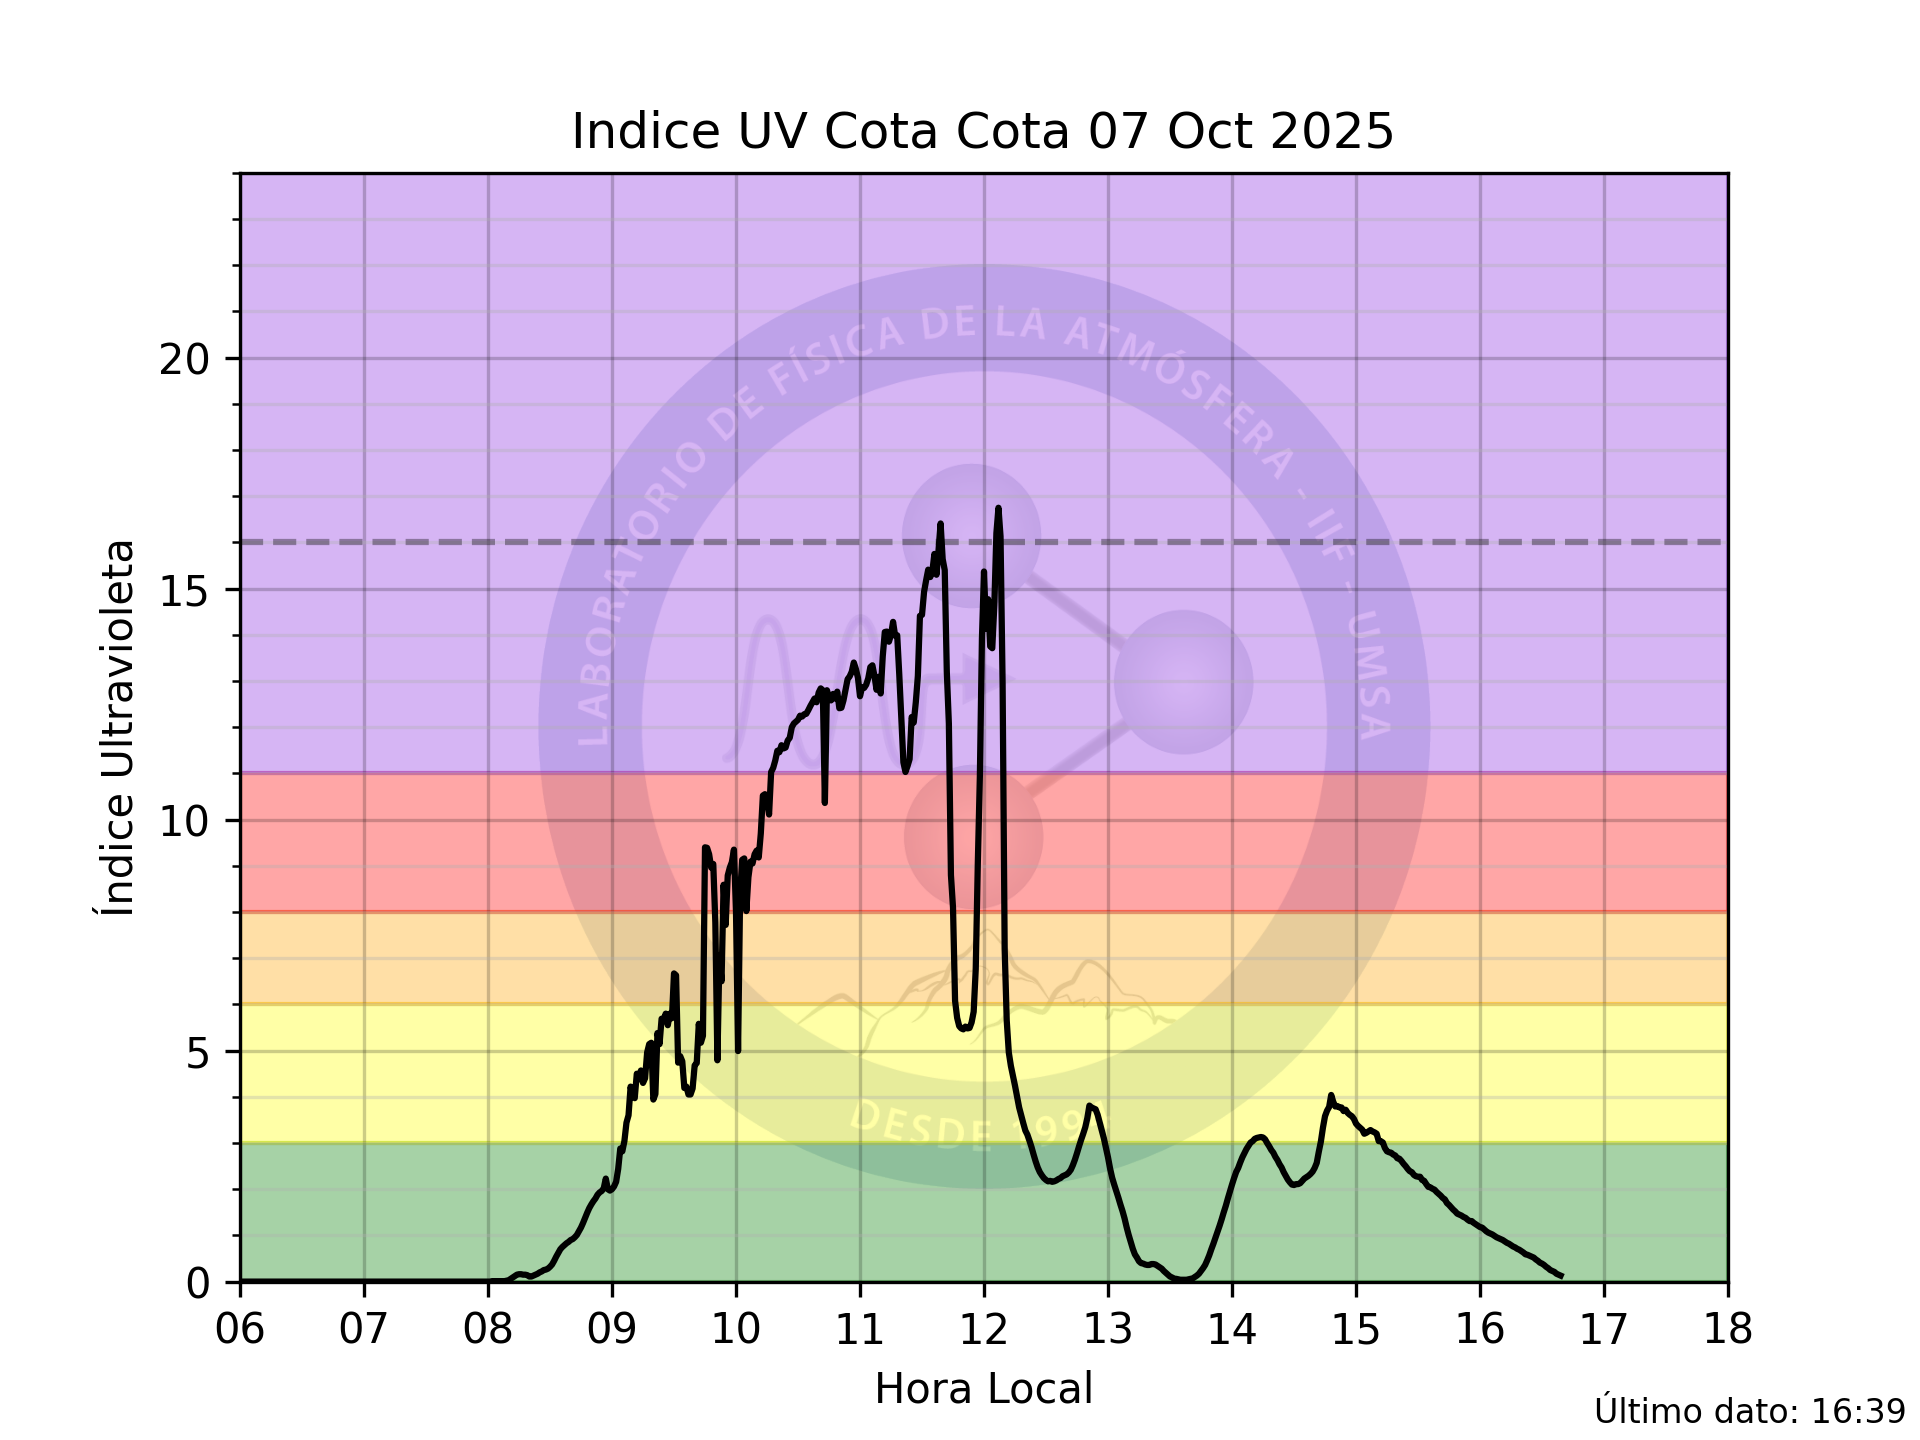 Indice UV Cota Cota 07 Oct 2025
LABORATORIO DE FÍSICA DE LA ATMÓSFERA - IIF - UMSA
DESDE
Índice Ultravioleta
20
15
10
5
0
06 07 08 09 10 11 12 13 14 15 16 17 18
Hora Local
Último dato: 16:39